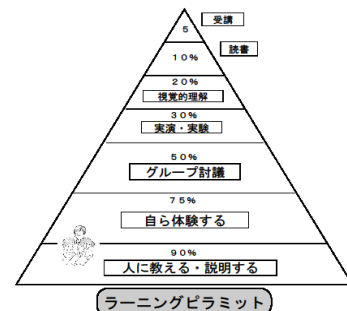 5
受講
読書
10%
20%
視覚的理解
30%
実演・実験
50%
グループ討議
75%
自ら体験する
90%
人に教える・説明する
ラーニングピラミット